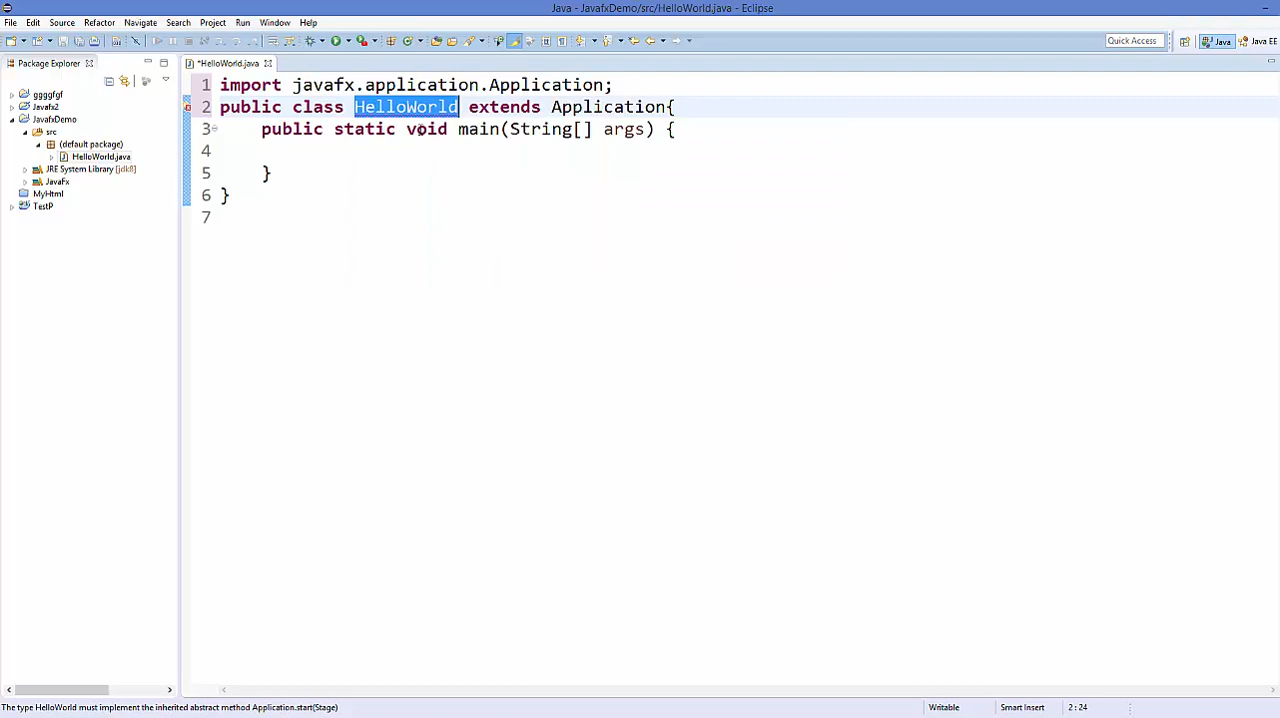 Java - JavafxDemo/src/HelloWorld.java - Eclipse
File Edit Source Refactor Navigate Search Project Run Window Help
Quick Access
Java
Java EE
Package Explorer
*HelloWorld.java
ggggfgf
Javafx2
JavafxDemo
src
(default package)
HelloWorld.java
JRE System Library [jdk8]
JavaFx
MyHtml
TestP
1 import javafx.application.Application;
2 public class HelloWorld extends Application{
3 public static void main(String[] args) {
4
5 }
6 }
7
The type HelloWorld must implement the inherited abstract method Application.start(Stage)
Writable
Smart Insert
2:24